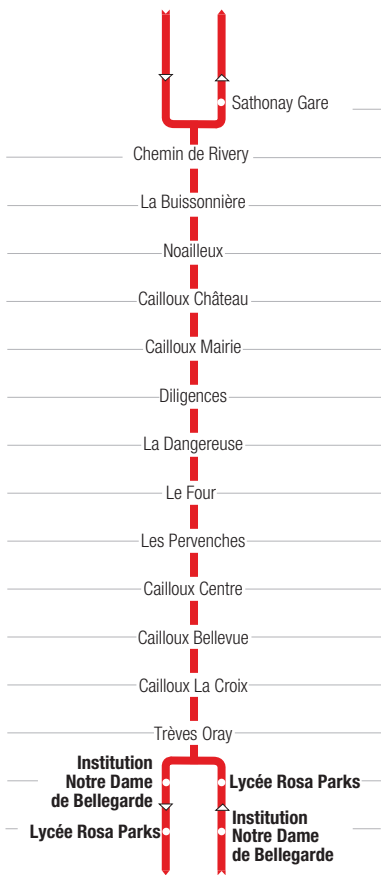 Sathonay Gare
Chemin de Rivery
La Buissonnière
Noailleux
Cailloux Château
Cailloux Mairie
Diligences
La Dangereuse
Le Four
Les Pervenches
Cailloux Centre
Cailloux Bellevue
Cailloux La Croix
Trèves Oray
Institution
Notre Dame
de Bellegarde
Lycée Rosa Parks
Lycée Rosa Parks
Institution
Notre Dame
de Bellegarde